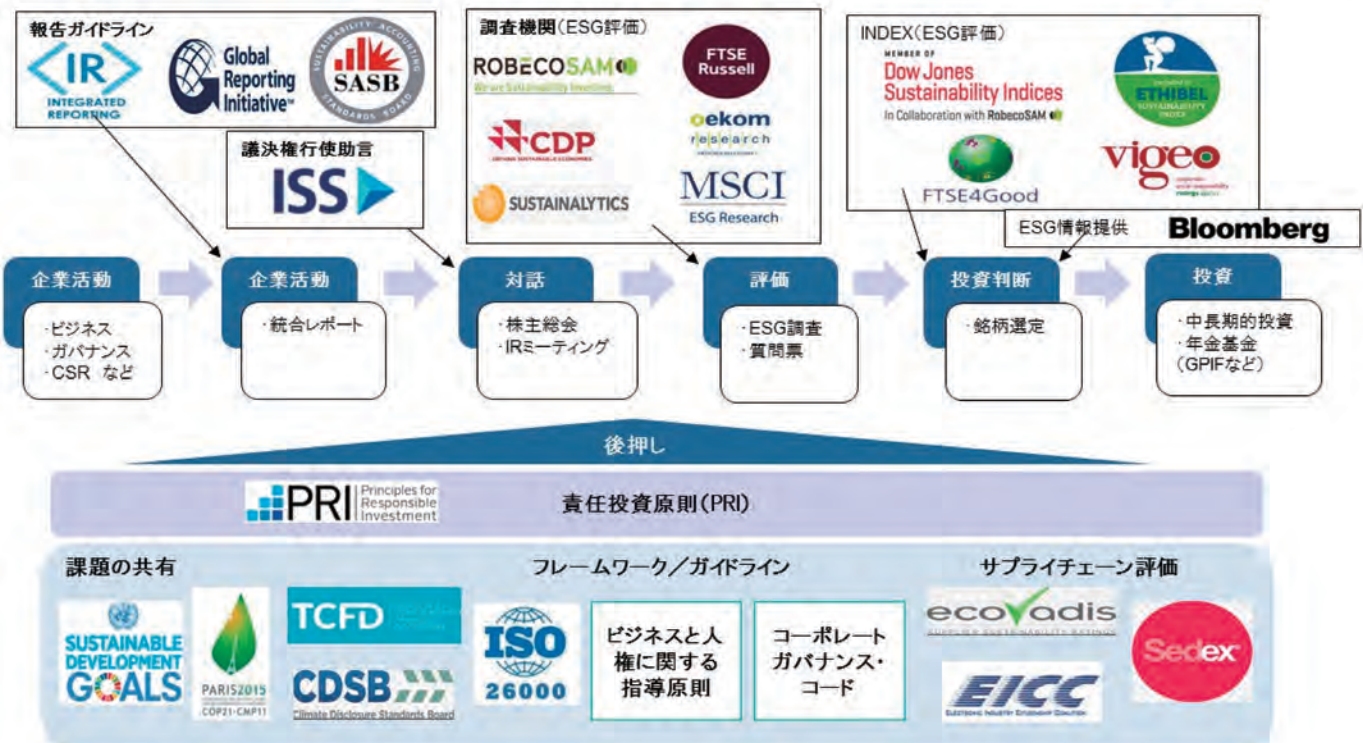 報告ガイドライン
<IR>
INTEGRATED
REPORTING
Global
Reporting
Initiative™
SUSTAINABILITY ACCOUNTING
SASB
STANDARDS BOARD
議決権行使助言
ISS
調査機関(ESG評価)
ROBECOSAM
We are Sustainability Investing.
FTSE
Russell
CDP
DRIVING SUSTAINABLE ECONOMIES
oekom
research
SUSTAINALYTICS
MSCI
ESG Research
INDEX(ESG評価)
MEMBER OF
Dow Jones
Sustainability Indices
In Collaboration with RobecoSAM
ETHIBEL
SUSTAINABILITY
INDEX
FTSE4Good
vigeo
ESG情報提供
Bloomberg
企業活動
・ビジネス
・ガバナンス
・CSR など
企業活動
・統合レポート
対話
・株主総会
・IRミーティング
評価
・ESG調査
・質問票
投資判断
・銘柄選定
投資
・中長期的投資
・年金基金
(GPIFなど)
後押し
PRI
Principles for
Responsible
Investment
責任投資原則(PRI)
課題の共有
SUSTAINABLE
DEVELOPMENT
GOALS
PARIS2015
COP21・CMP11
TCFD
CDSB
Climate Disclosure Standards Board
フレームワーク／ガイドライン
ISO
26000
ビジネスと人
権に関する
指導原則
コーポレート
ガバナンス・
コード
サプライチェーン評価
ecovadis
SUPPLIER SUSTAINABILITY RATINGS
EICC
ELECTRONIC INDUSTRY CITIZENSHIP COALITION
Sedex